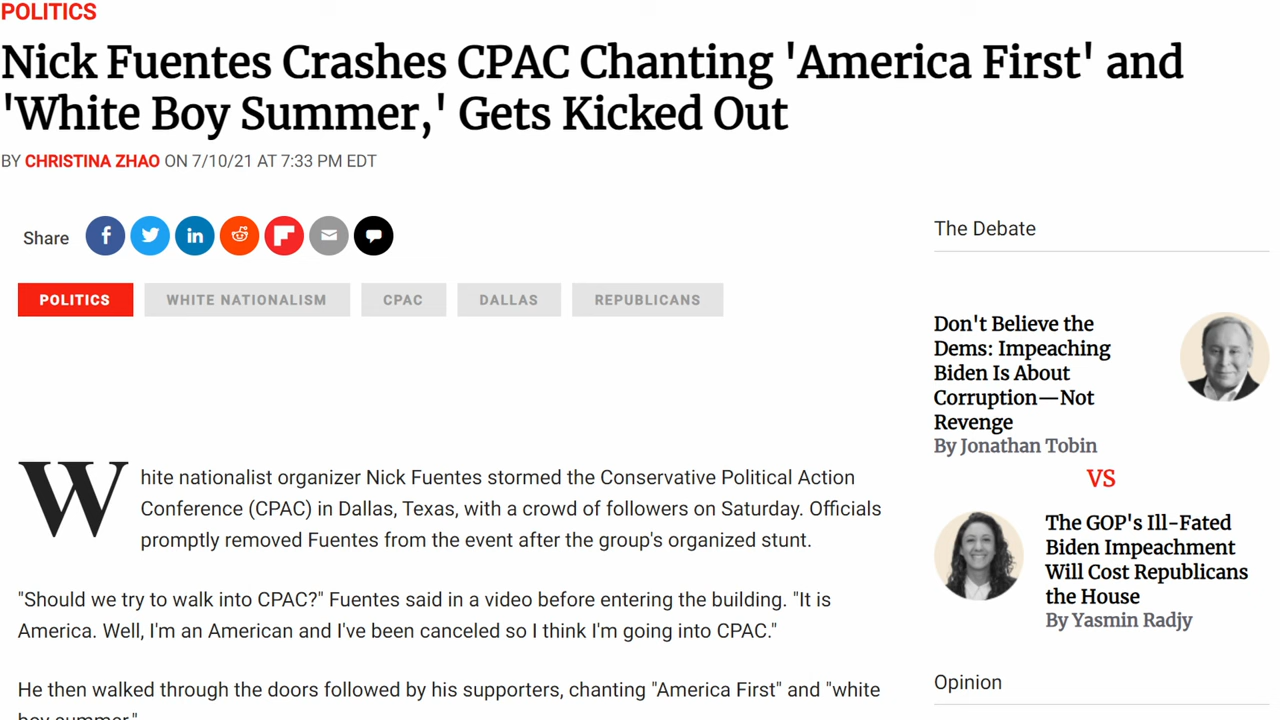 POLITICS
Nick Fuentes Crashes CPAC Chanting 'America First' and
'White Boy Summer,' Gets Kicked Out
BY CHRISTINA ZHAO ON 7/10/21 AT 7:33 PM EDT
Share
POLITICS
WHITE NATIONALISM
CPAC
DALLAS
REPUBLICANS
White nationalist organizer Nick Fuentes stormed the Conservative Political Action
Conference (CPAC) in Dallas, Texas, with a crowd of followers on Saturday. Officials
promptly removed Fuentes from the event after the group's organized stunt.
"Should we try to walk into CPAC?" Fuentes said in a video before entering the building. "It is
America. Well, I'm an American and I've been canceled so I think I'm going into CPAC."
He then walked through the doors followed by his supporters, chanting "America First" and "white
boy summer."
The Debate
Don't Believe the
Dems: Impeaching
Biden Is About
Corruption—Not
Revenge
By Jonathan Tobin
VS
The GOP's Ill-Fated
Biden Impeachment
Will Cost Republicans
the House
By Yasmin Radjy
Opinion